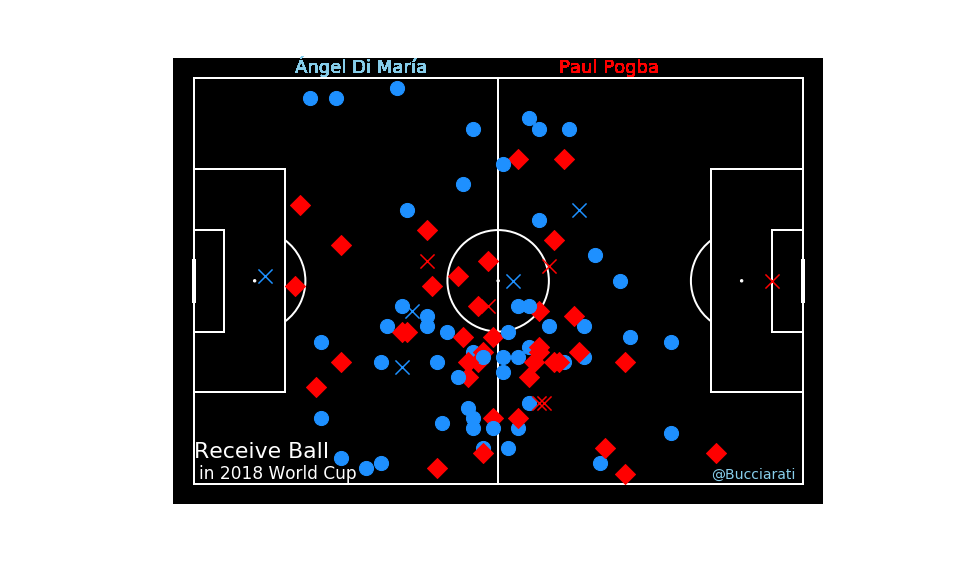 Ángel Di María
Paul Pogba
Receive Ball
in 2018 World Cup
@Bucciarati